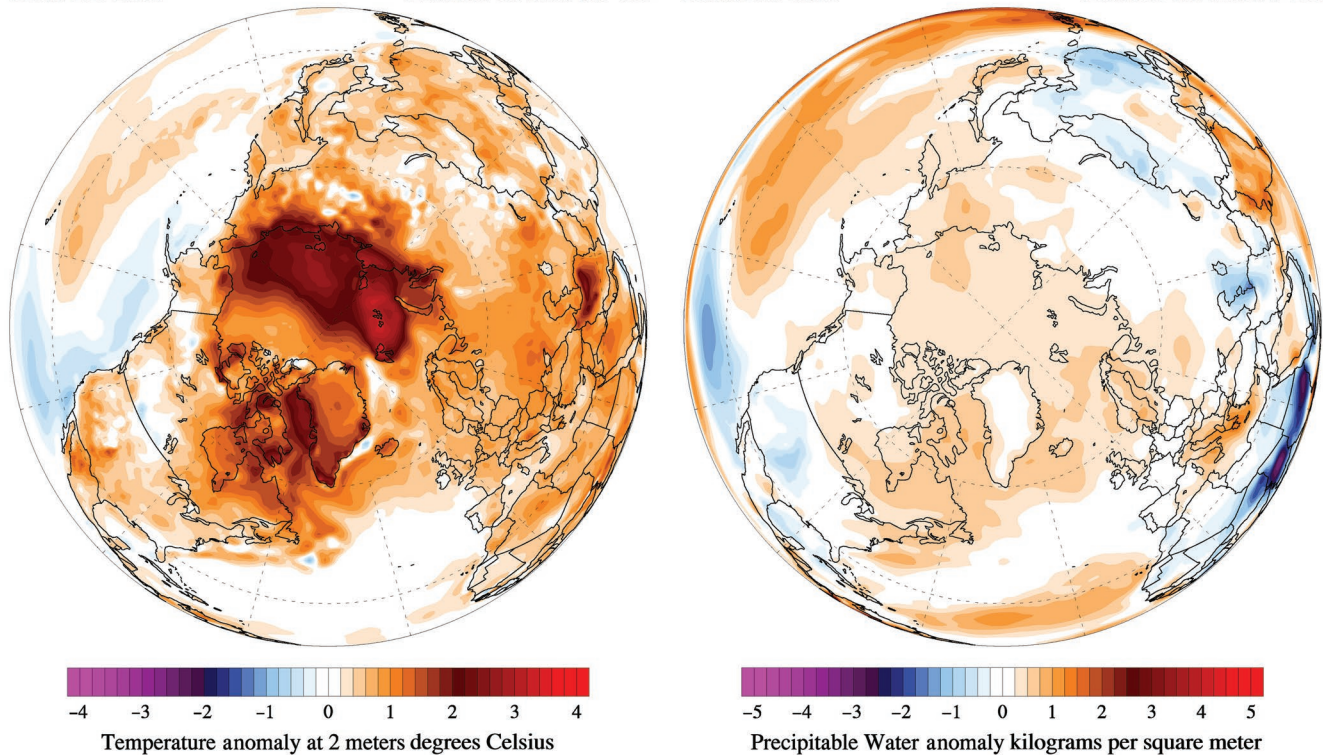 −4 −3 −2 −1 0 1 2 3 4
Temperature anomaly at 2 meters degrees Celsius
−5 −4 −3 −2 −1 0 1 2 3 4 5
Precipitable Water anomaly kilograms per square meter